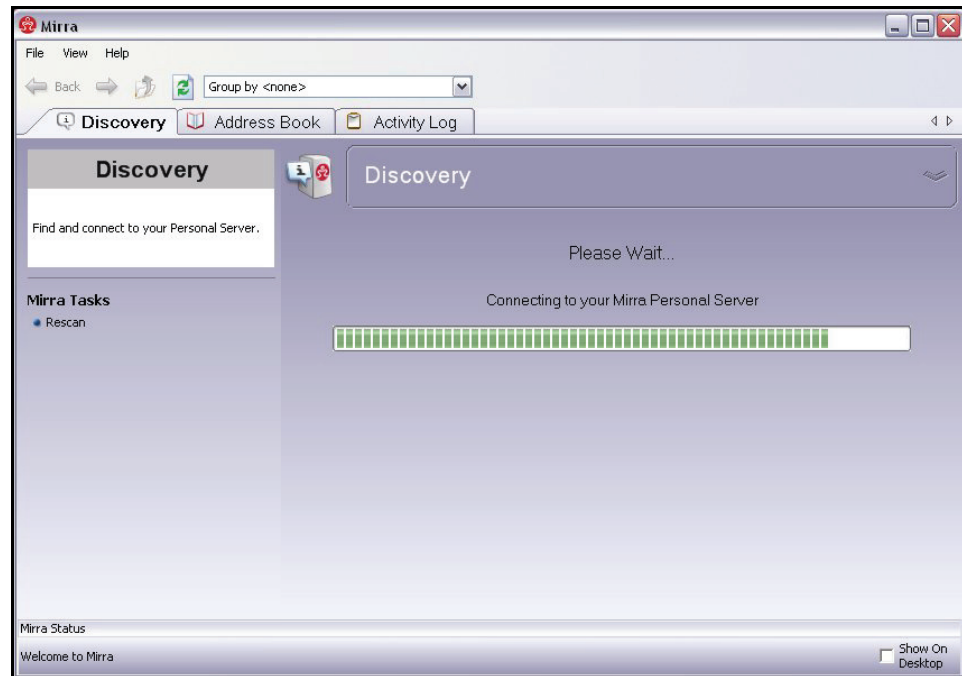 Mirra
File View Help
Back Group by <none>
Discovery Address Book Activity Log
Discovery
Find and connect to your Personal Server.
Mirra Tasks
Rescan
Discovery
Please Wait...
Connecting to your Mirra Personal Server
Mirra Status
Welcome to Mirra
Show On
Desktop